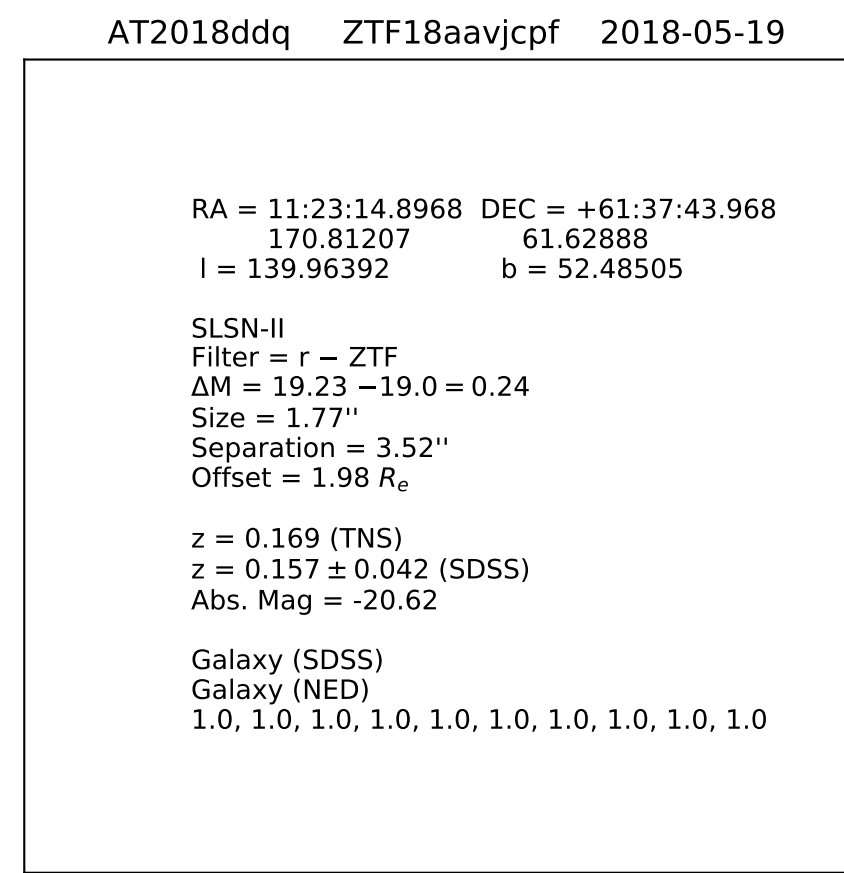 AT2018ddq ZTF18aavjcpf 2018-05-19
RA = 11:23:14.8968 DEC = +61:37:43.968
170.81207 61.62888
l = 139.96392 b = 52.48505
SLSN-II
Filter = r − ZTF
ΔM = 19.23 −19.0 = 0.24
Size = 1.77''
Separation = 3.52''
Offset = 1.98 Rₑ
z = 0.169 (TNS)
z = 0.157 ± 0.042 (SDSS)
Abs. Mag = -20.62
Galaxy (SDSS)
Galaxy (NED)
1.0, 1.0, 1.0, 1.0, 1.0, 1.0, 1.0, 1.0, 1.0, 1.0